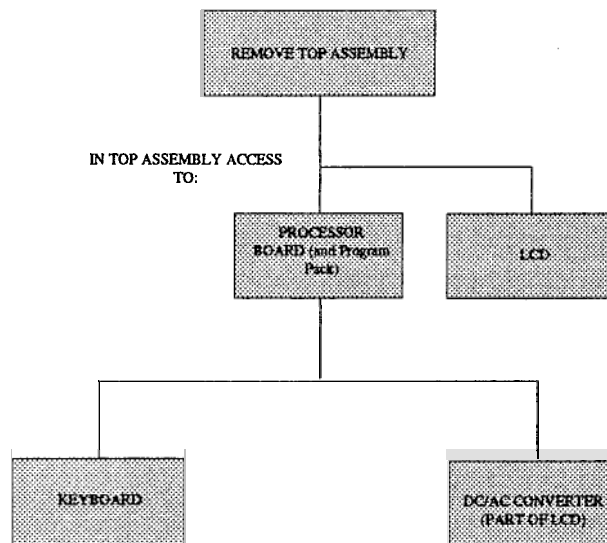 REMOVE TOP ASSEMBLY
IN TOP ASSEMBLY ACCESS
TO:
PROCESSOR
BOARD (and Program
Pack)
LCD
KEYBOARD
DC/AC CONVERTER
(PART OF LCD)